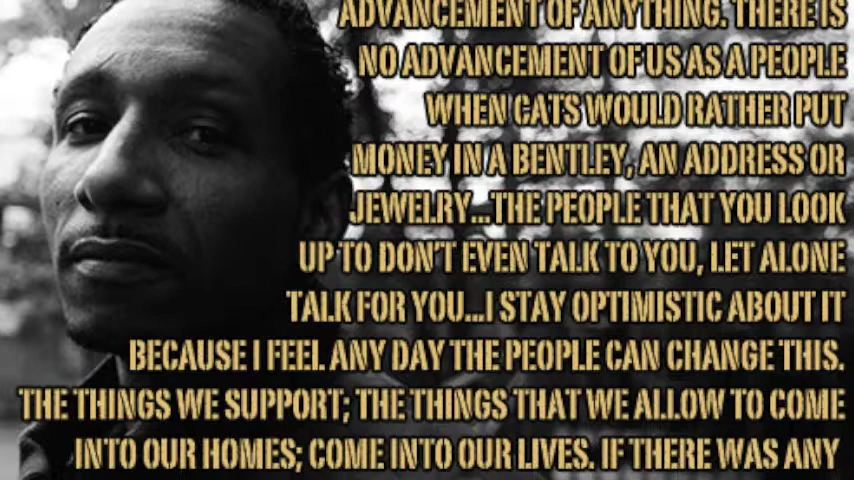 ADVANCEMENT OF ANYTHING. THERE IS
NO ADVANCEMENT OF US AS A PEOPLE
WHEN CATS WOULD RATHER PUT
MONEY IN A BENTLEY, AN ADDRESS OR
JEWELRY...THE PEOPLE THAT YOU LOOK
UP TO DON'T EVEN TALK TO YOU, LET ALONE
TALK FOR YOU...I STAY OPTIMISTIC ABOUT IT
BECAUSE I FEEL ANY DAY THE PEOPLE CAN CHANGE THIS.
THE THINGS WE SUPPORT; THE THINGS THAT WE ALLOW TO COME
INTO OUR HOMES; COME INTO OUR LIVES. IF THERE WAS ANY